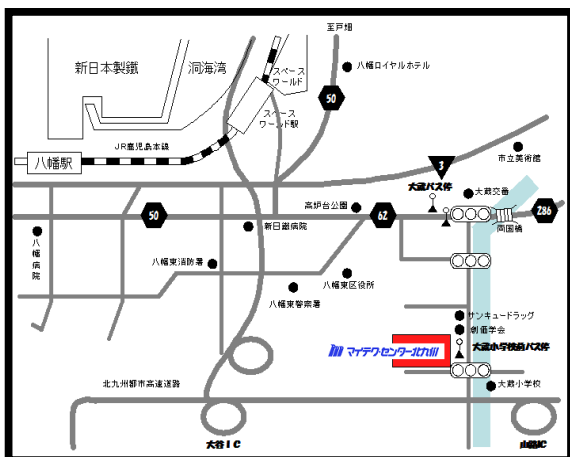 至戸畑
新日本製鐵
洞海湾
スペース
ワールド
八幡ロイヤルホテル
50
スペース
ワールド駅
JR鹿児島本線
八幡駅
3
市立美術館
大蔵バス停
大蔵交番
高炉台公園
50
62
286
両国橋
新日鐵病院
八幡病院
八幡東消防署
八幡東区役所
八幡東警察署
サンキュードラッグ
創価学会
マイテク・センター北九州
大蔵小学校前バス停
大蔵小学校
北九州都市高速道路
大谷IC
山路IC